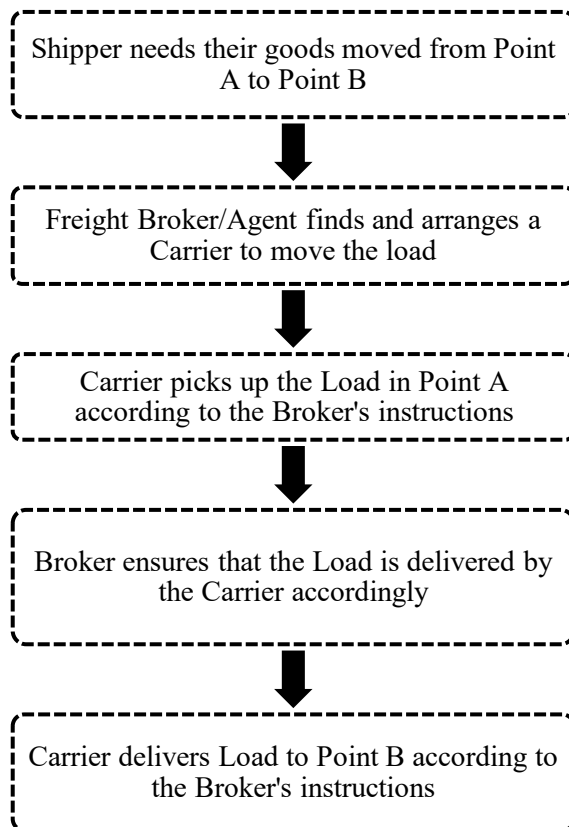 Shipper needs their goods moved from Point
A to Point B
Freight Broker/Agent finds and arranges a
Carrier to move the load
Carrier picks up the Load in Point A
according to the Broker's instructions
Broker ensures that the Load is delivered by
the Carrier accordingly
Carrier delivers Load to Point B according to
the Broker's instructions